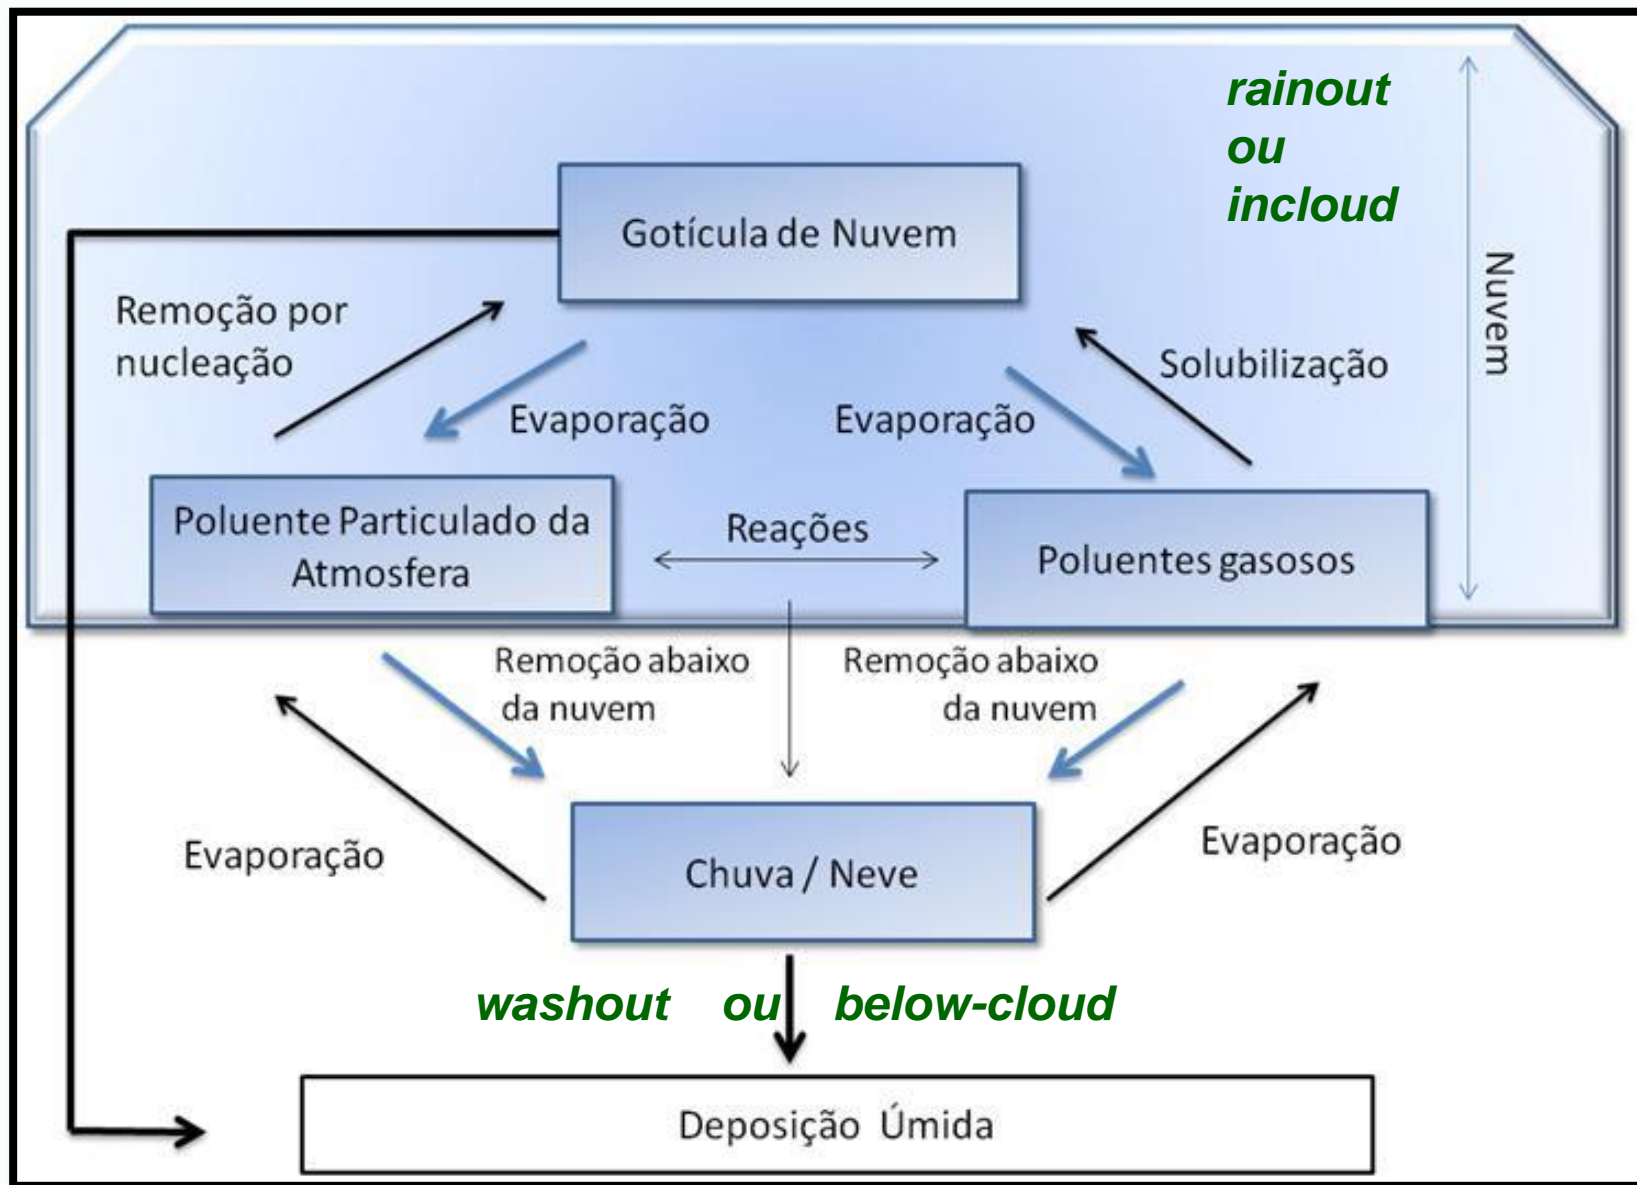 rainout
ou
incloud
Gotícula de Nuvem
Nuvem
Remoção por
nucleação
Solubilização
Evaporação
Evaporação
Poluente Particulado da
Atmosfera
Reações
Poluentes gasosos
Remoção abaixo
da nuvem
Remoção abaixo
da nuvem
Evaporação
Chuva / Neve
Evaporação
washout ou below-cloud
Deposição Úmida